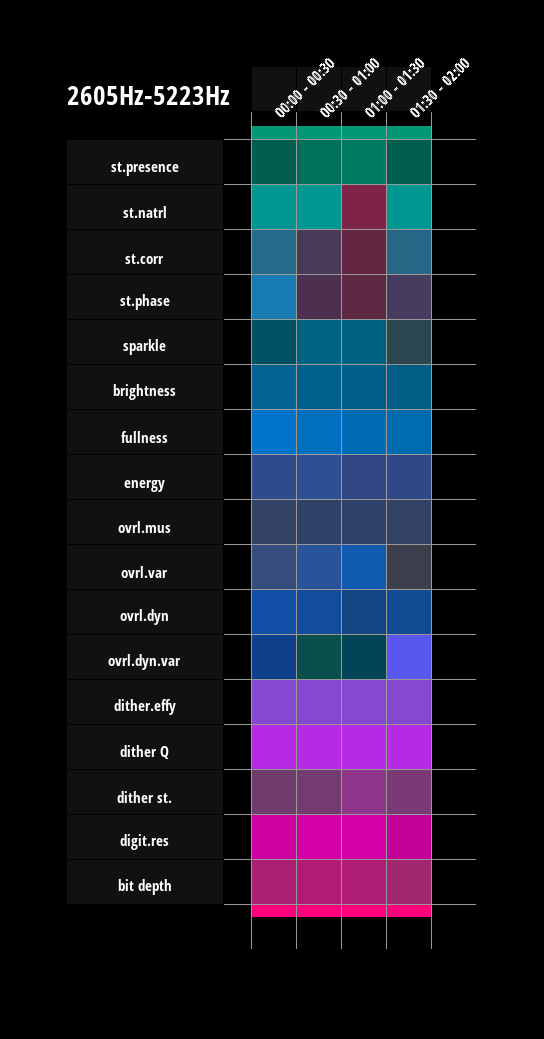 2605Hz-5223Hz
00:00 - 00:30
00:30 - 01:00
01:00 - 01:30
01:30 - 02:00
st.presence
st.natrl
st.corr
st.phase
sparkle
brightness
fullness
energy
ovrl.mus
ovrl.var
ovrl.dyn
ovrl.dyn.var
dither.effy
dither Q
dither st.
digit.res
bit depth